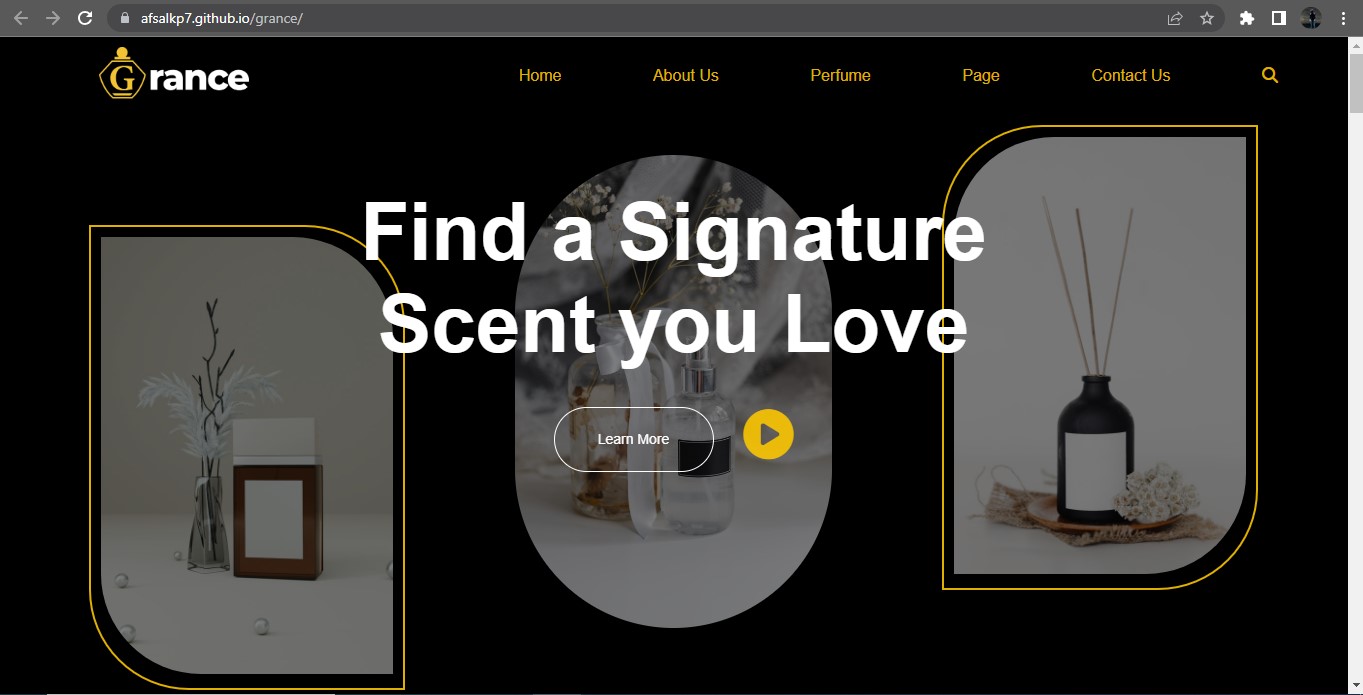 afsalkp7.github.io/grance/
Grance
Home
About Us
Perfume
Page
Contact Us
Find a Signature
Scent you Love
Learn More